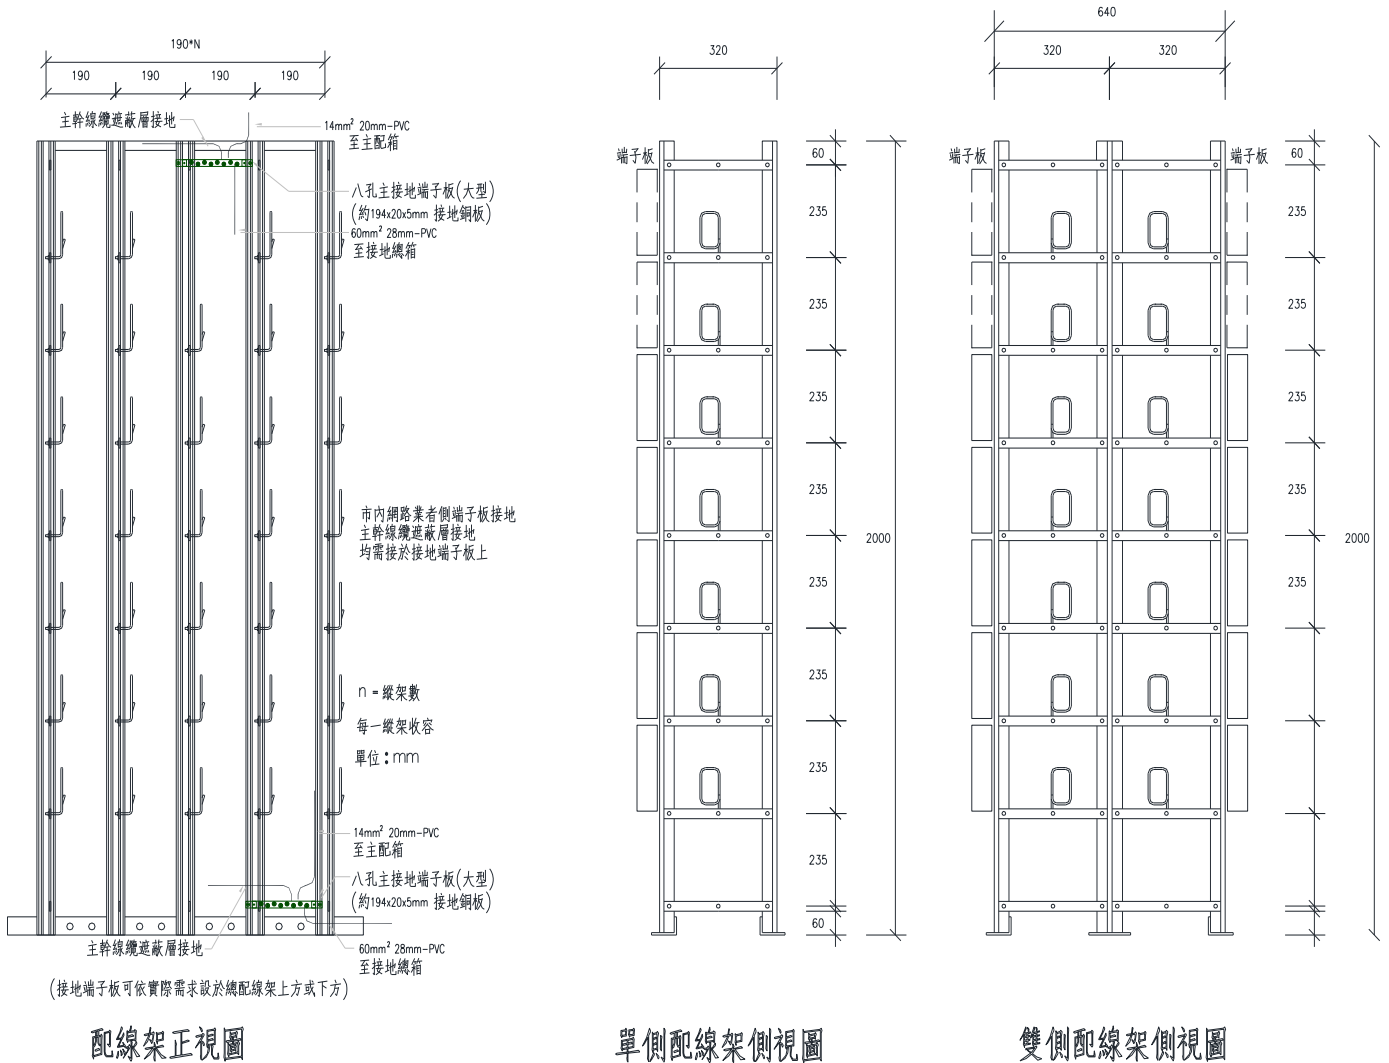 190*N
190
190
190
190
主幹線纜遮蔽層接地
14mm² 20mm-PVC
至主配箱
八孔主接地端子板(大型)
(約194x20x5mm 接地銅板)
60mm² 28mm-PVC
至接地總箱
市內網路業者側端子板接地
主幹線纜遮蔽層接地
均需接於接地端子板上
n = 縱架數
每一縱架收容
單位：mm
14mm² 20mm-PVC
至主配箱
八孔主接地端子板(大型)
(約194x20x5mm 接地銅板)
主幹線纜遮蔽層接地
60mm² 28mm-PVC
至接地總箱
(接地端子板可依實際需求設於總配線架上方或下方)
配線架正視圖
320
端子板
60
235
235
235
235
235
235
235
235
60
2000
單側配線架側視圖
640
320
320
端子板
端子板
60
235
235
235
235
235
2000
雙側配線架側視圖